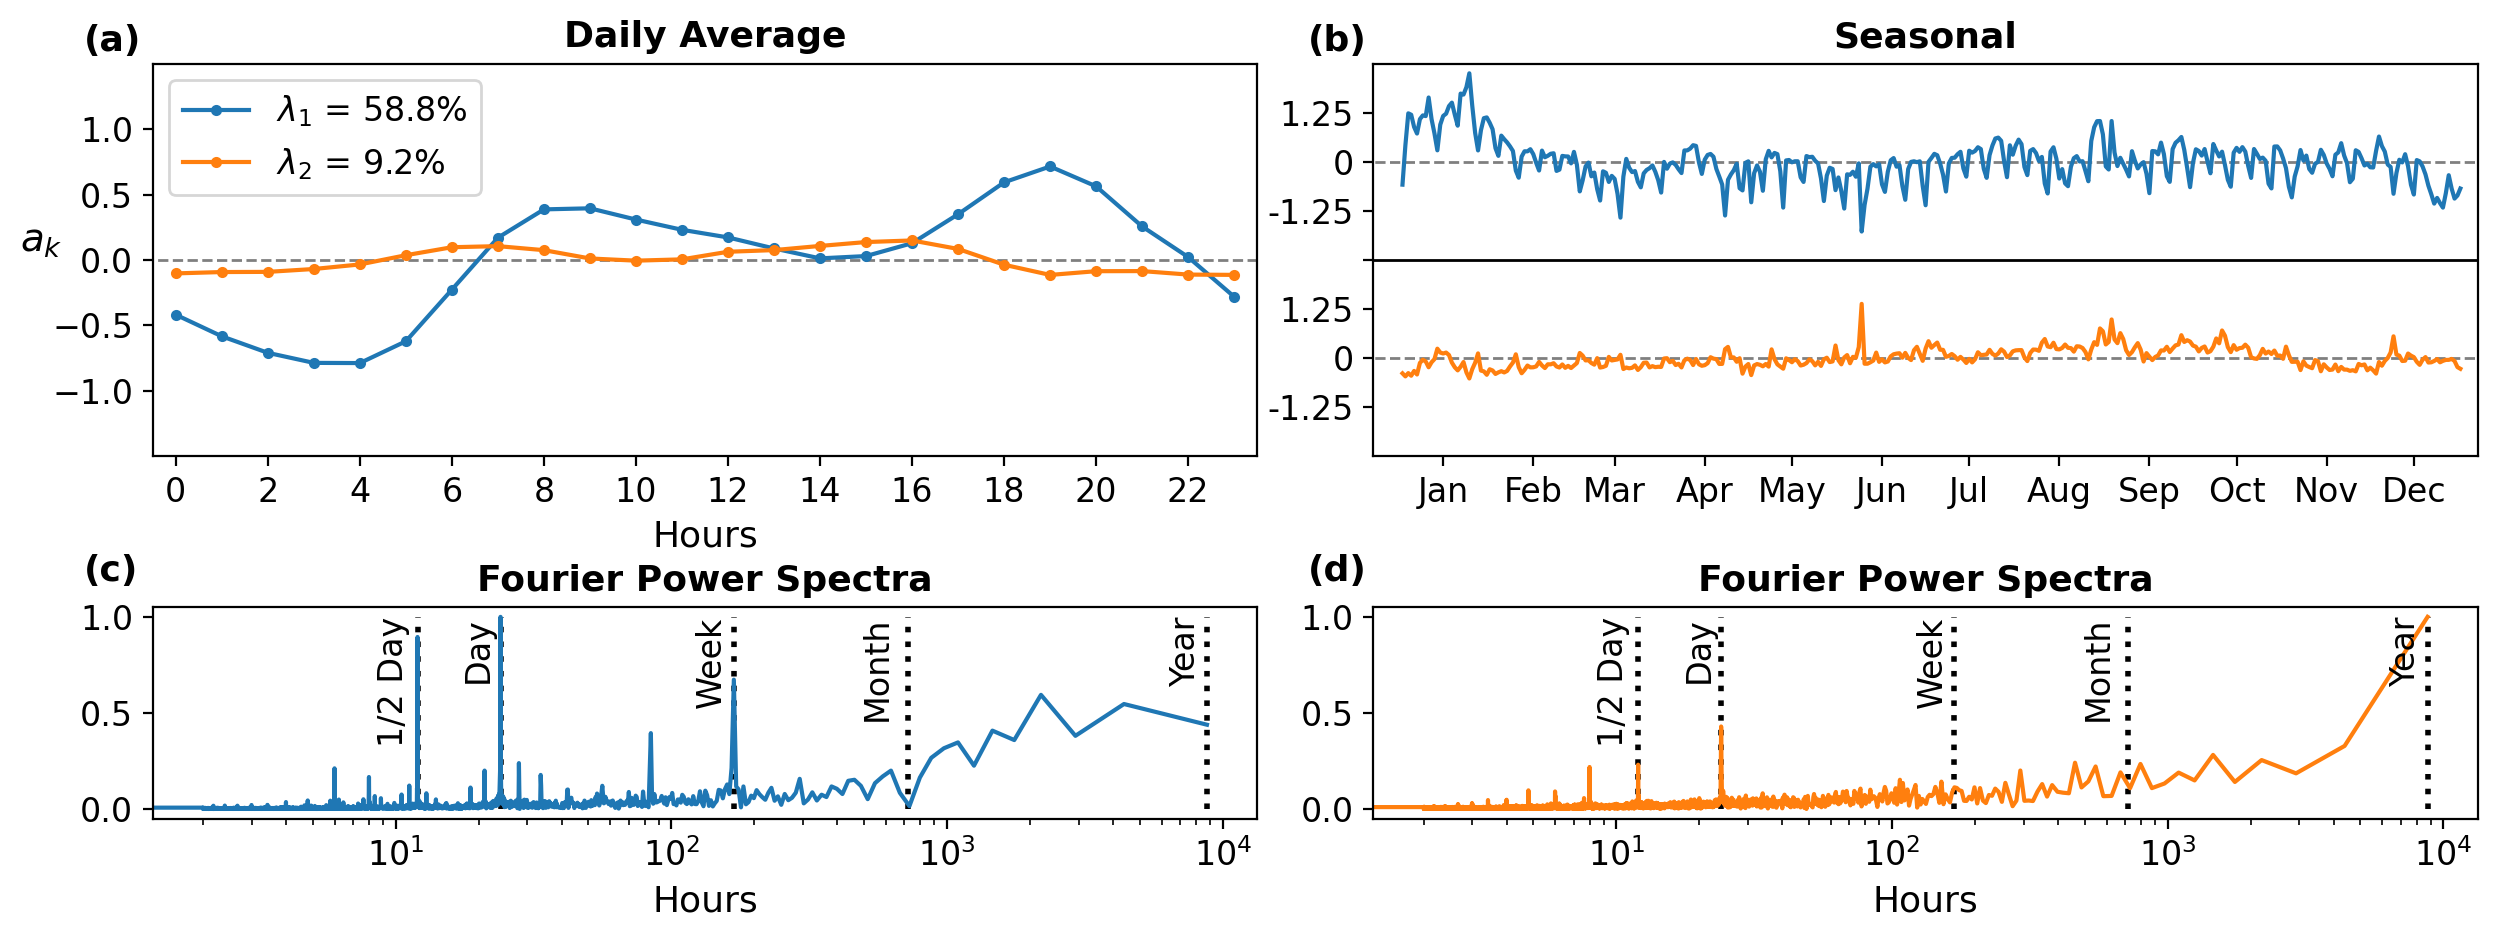 (a)
Daily Average
λ1 = 58.8%
λ2 = 9.2%
1.0
0.5
0.0
−0.5
−1.0
ak
0 2 4 6 8 10 12 14 16 18 20 22
Hours
(b)
Seasonal
1.25
0
-1.25
1.25
0
-1.25
Jan Feb Mar Apr May Jun Jul Aug Sep Oct Nov Dec
(c)
Fourier Power Spectra
1.0
0.5
0.0
1/2 Day
Day
Week
Month
Year
10^1 10^2 10^3 10^4
Hours
(d)
Fourier Power Spectra
1.0
0.5
0.0
1/2 Day
Day
Week
Month
Year
10^1 10^2 10^3 10^4
Hours